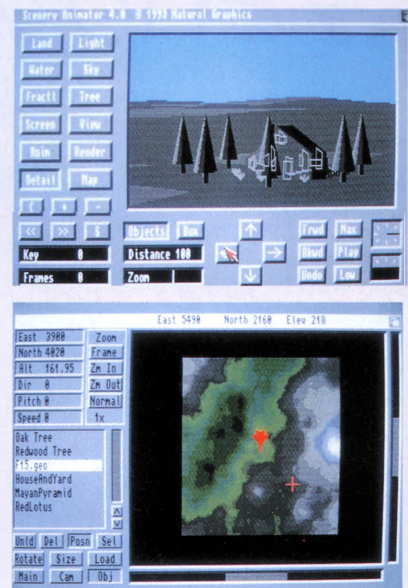 Scenery Animator 4.0 © 1993 Natural Graphics
Land Light
Water Sky
Fractl Tree
Screen View
Anim Render
Detail Map
C + -
<< >> S
Key 0
Frames 0
Objects Box
Distance 100
Zoom
Frwd Max
Bkwd Play
Undo Low
East 5490 North 2160 Elev 218
East 3900 Zoom
North 4020 Frame
Alt 161.95 Zm In
Dir 0 Zm Out
Pitch 0 Normal
Speed 0 1x
Oak Tree
Redwood Tree
F15.geo
HouseAndYard
MayanPyramid
RedLotus
Unld Del Posn Sel
Rotate Size Load
Main Cam Obj